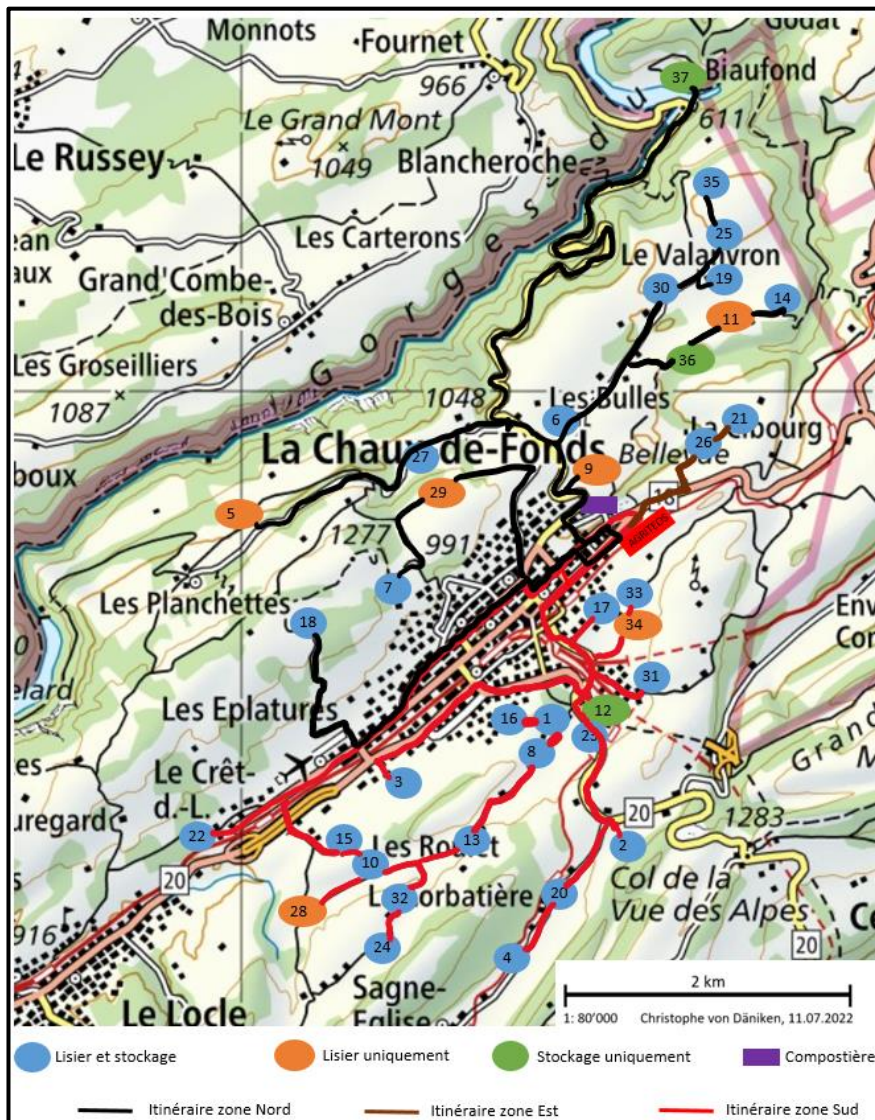 Monnots
Fournet
Godat
966
37
Biaufond
Le Grand Mont
1049
611
Le Russey
Blancheroche
35
Les Carterons
25
Le Valanvron
Grand'Combe-
des-Bois
30
19
14
11
Les Groseilliers
36
Gorges du
1087
1048
6
Les Bulles
21
La Chaux-de-Fonds
26
La Cibourg
27
Bellevue
9
29
5
1277
991
AGRITEOS
7
Les Planchettes
33
17
18
34
31
Les Eplatures
16
1
12
8
23
Le Crêt-
d.-L.
3
1283
20
22
15
13
2
10
Les Roulet
Col de la
Vue des Alpes
20
28
32
La Corbatière
20
20
24
4
916
Sagne-
Eglise
Le Locle
2 km
1: 80'000 Christophe von Däniken, 11.07.2022
Lisier et stockage Lisier uniquement Stockage uniquement Compostière
Itinéraire zone Nord Itinéraire zone Est Itinéraire zone Sud